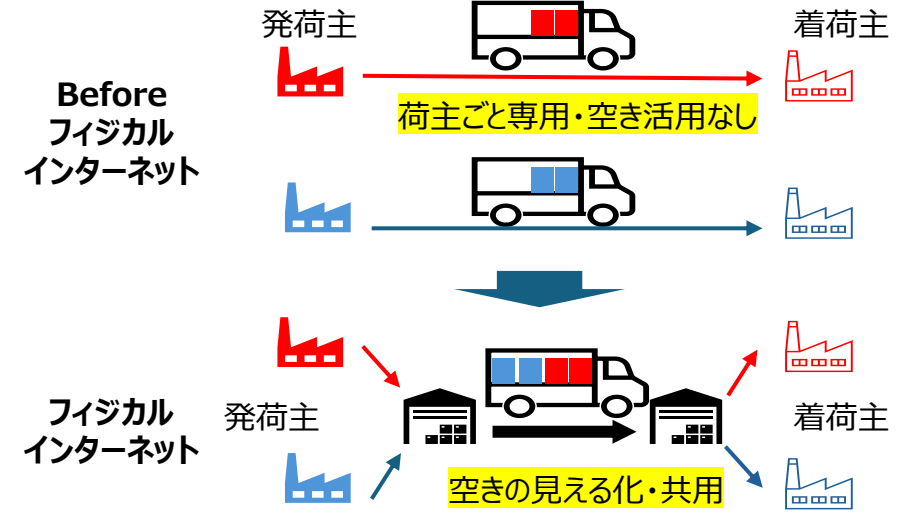 発荷主
着荷主
Before
フィジカル
インターネット
荷主ごと専用・空き活用なし
フィジカル
インターネット
発荷主
着荷主
空きの見える化・共用